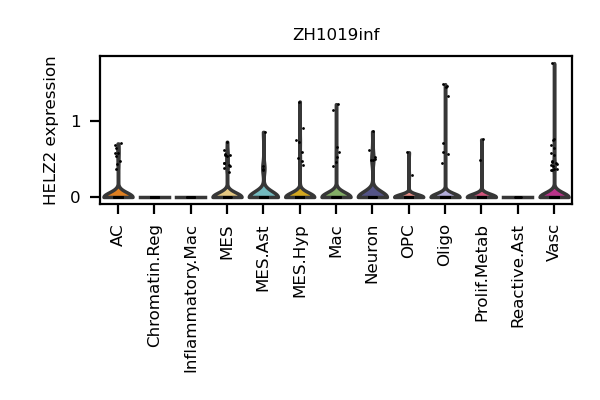 ZH1019inf
HELZ2 expression
1
0
AC
Chromatin.Reg
Inflammatory.Mac
MES
MES.Ast
MES.Hyp
Mac
Neuron
OPC
Oligo
Prolif.Metab
Reactive.Ast
Vasc